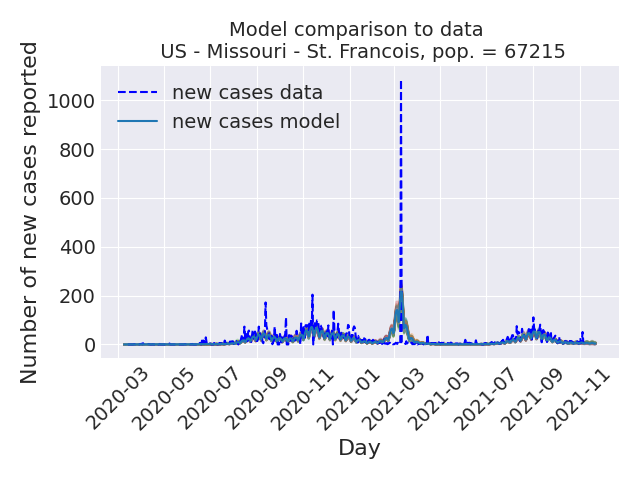 Model comparison to data
US - Missouri - St. Francois, pop. = 67215
Number of new cases reported
1000
800
600
400
200
0
new cases data
new cases model
2020-03
2020-05
2020-07
2020-09
2020-11
2021-01
2021-03
2021-05
2021-07
2021-09
2021-11
Day